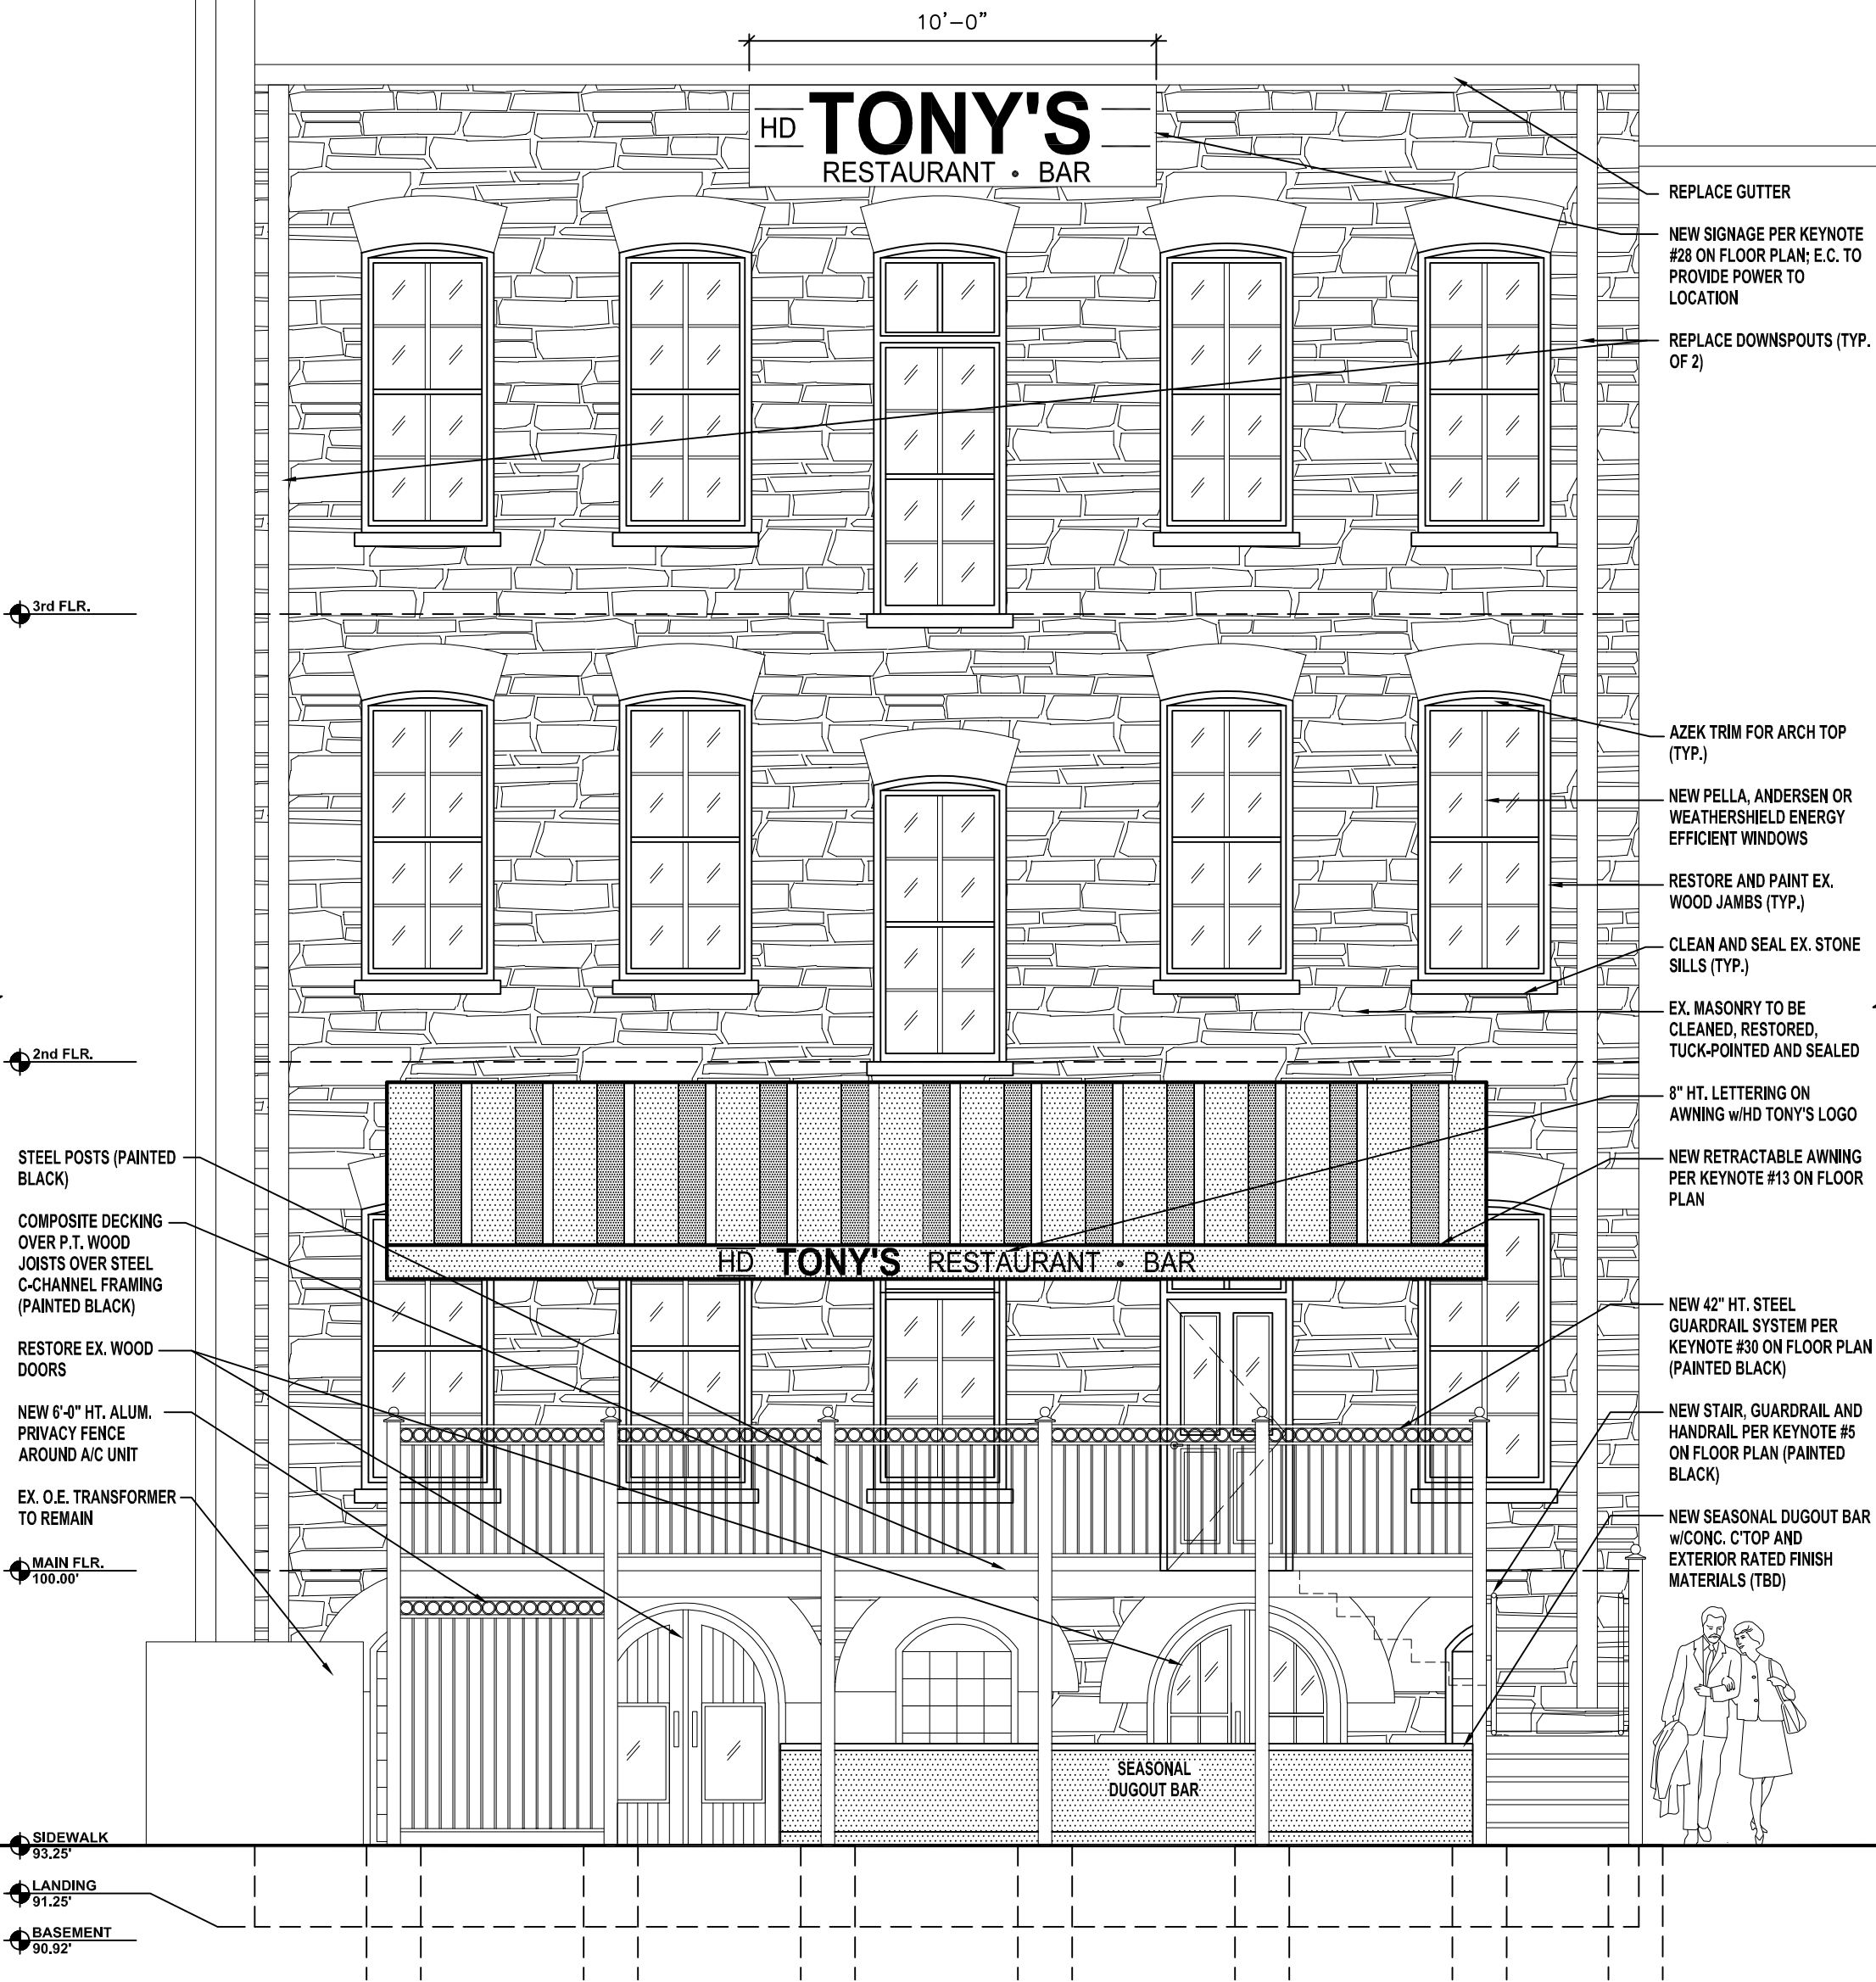 10'-0"
HD TONY'S
RESTAURANT • BAR
REPLACE GUTTER
NEW SIGNAGE PER KEYNOTE
#28 ON FLOOR PLAN; E.C. TO
PROVIDE POWER TO
LOCATION
REPLACE DOWNSPOUTS (TYP.
OF 2)
3rd FLR.
AZEK TRIM FOR ARCH TOP
(TYP.)
NEW PELLA, ANDERSEN OR
WEATHERSHIELD ENERGY
EFFICIENT WINDOWS
RESTORE AND PAINT EX.
WOOD JAMBS (TYP.)
CLEAN AND SEAL EX. STONE
SILLS (TYP.)
EX. MASONRY TO BE
CLEANED, RESTORED,
TUCK-POINTED AND SEALED
2nd FLR.
8" HT. LETTERING ON
AWNING w/HD TONY'S LOGO
NEW RETRACTABLE AWNING
PER KEYNOTE #13 ON FLOOR
PLAN
STEEL POSTS (PAINTED
BLACK)
COMPOSITE DECKING
OVER P.T. WOOD
JOISTS OVER STEEL
C-CHANNEL FRAMING
(PAINTED BLACK)
HD TONY'S RESTAURANT • BAR
RESTORE EX. WOOD
DOORS
NEW 6'-0" HT. ALUM.
PRIVACY FENCE
AROUND A/C UNIT
EX. O.E. TRANSFORMER
TO REMAIN
NEW 42" HT. STEEL
GUARDRAIL SYSTEM PER
KEYNOTE #30 ON FLOOR PLAN
(PAINTED BLACK)
NEW STAIR, GUARDRAIL AND
HANDRAIL PER KEYNOTE #5
ON FLOOR PLAN (PAINTED
BLACK)
NEW SEASONAL DUGOUT BAR
w/CONC. C'TOP AND
EXTERIOR RATED FINISH
MATERIALS (TBD)
MAIN FLR.
100.00'
SEASONAL
DUGOUT BAR
SIDEWALK
93.25'
LANDING
91.25'
BASEMENT
90.92'